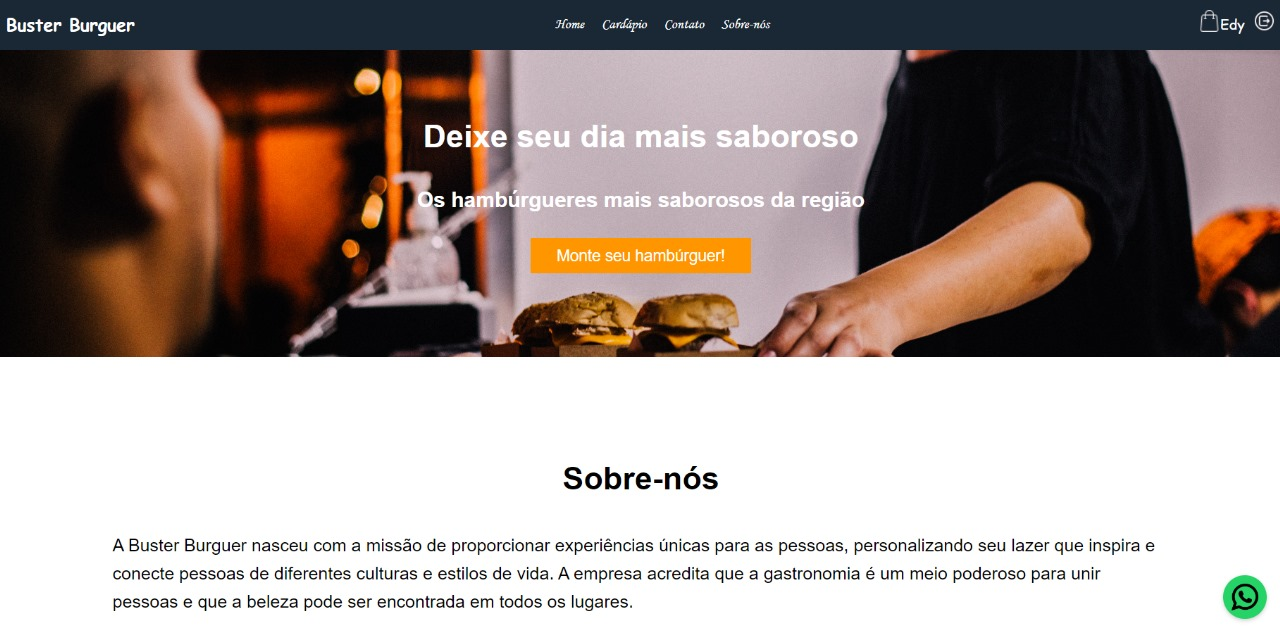 Buster Burguer
Home Cardápio Contato Sobre-nós
Edy
Deixe seu dia mais saboroso
Os hambúrgueres mais saborosos da região
Monte seu hambúrguer!
Sobre-nós
A Buster Burguer nasceu com a missão de proporcionar experiências únicas para as pessoas, personalizando seu lazer que inspira e
conecte pessoas de diferentes culturas e estilos de vida. A empresa acredita que a gastronomia é um meio poderoso para unir
pessoas e que a beleza pode ser encontrada em todos os lugares.